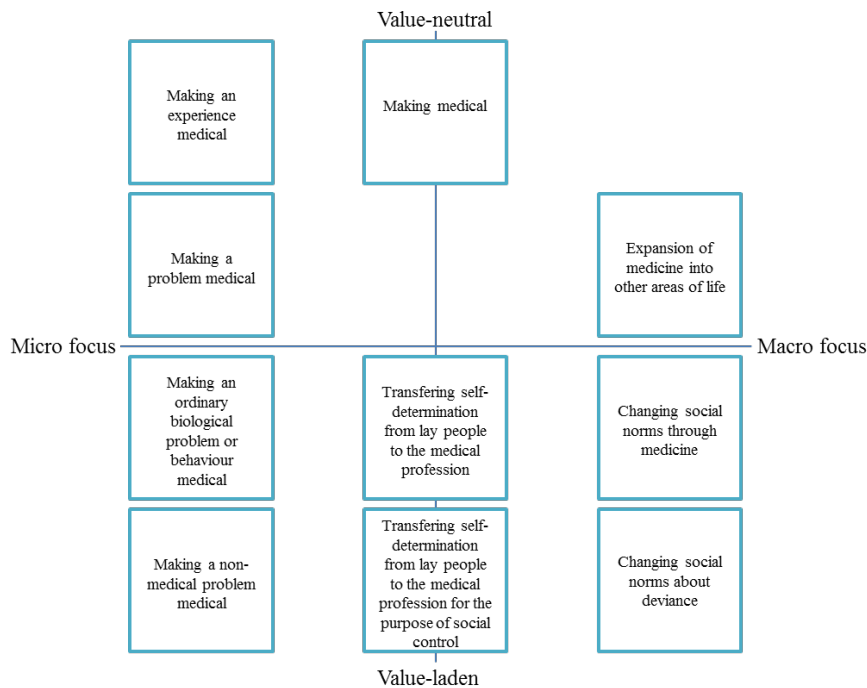 Value-neutral
Making an
experience
medical
Making medical
Making a
problem medical
Expansion of
medicine into
other areas of life
Micro focus
Macro focus
Making an
ordinary
biological
problem or
behaviour
medical
Transfering self-
determination
from lay people
to the medical
profession
Changing social
norms through
medicine
Making a non-
medical problem
medical
Transfering self-
determination
from lay people
to the medical
profession for the
purpose of social
control
Changing social
norms about
deviance
Value-laden